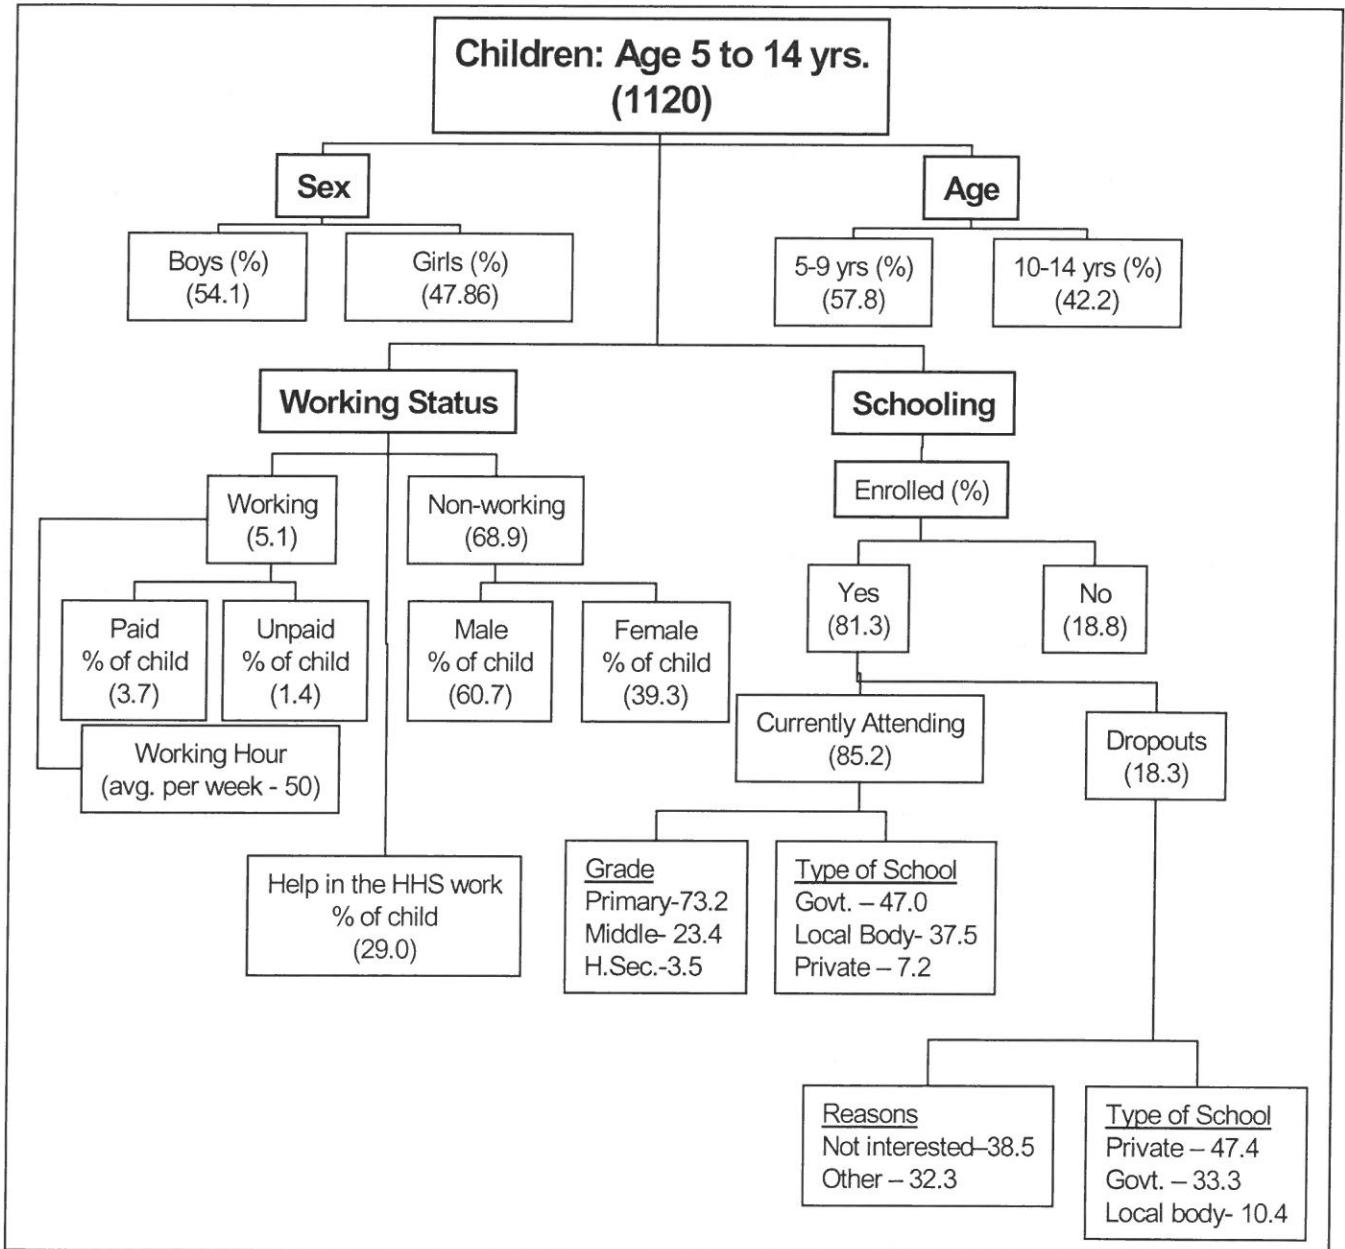 Children: Age 5 to 14 yrs.
(1120)
Sex
Age
Boys (%)
(54.1)
Girls (%)
(47.86)
5-9 yrs (%)
(57.8)
10-14 yrs (%)
(42.2)
Working Status
Schooling
Working
(5.1)
Non-working
(68.9)
Enrolled (%)
Yes
(81.3)
No
(18.8)
Paid
% of child
(3.7)
Unpaid
% of child
(1.4)
Male
% of child
(60.7)
Female
% of child
(39.3)
Working Hour
(avg. per week - 50)
Currently Attending
(85.2)
Dropouts
(18.3)
Help in the HHS work
% of child
(29.0)
Grade
Primary-73.2
Middle- 23.4
H.Sec.-3.5
Type of School
Govt. – 47.0
Local Body- 37.5
Private – 7.2
Reasons
Not interested–38.5
Other – 32.3
Type of School
Private – 47.4
Govt. – 33.3
Local body- 10.4